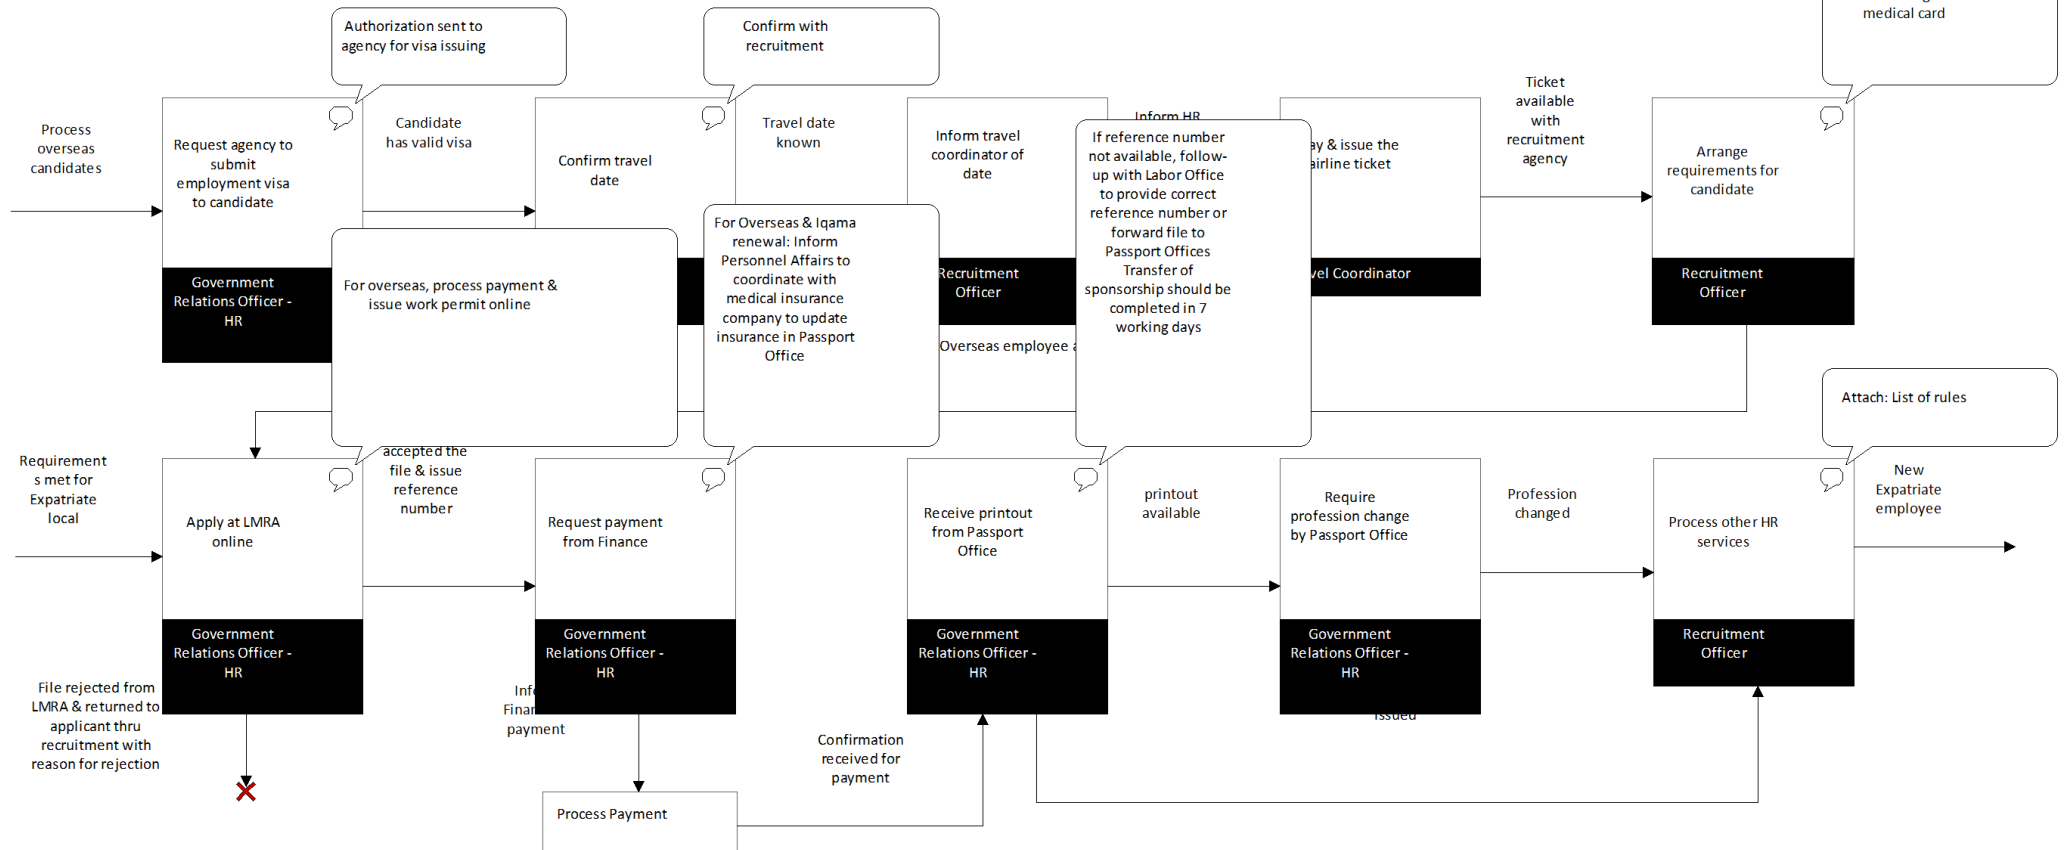 Authorization sent to
agency for visa issuing
Confirm with
recruitment
medical card
Process
overseas
candidates
Request agency to
submit
employment visa
to candidate
Government
Relations Officer -
HR
Candidate
has valid visa
Confirm travel
date
Travel date
known
Inform travel
coordinator of
date
Recruitment
Officer
Inform HR
ay & issue the
airline ticket
vel Coordinator
Ticket
available
with
recruitment
agency
Arrange
requirements for
candidate
Recruitment
Officer
For overseas, process payment &
issue work permit online
For Overseas & Iqama
renewal: Inform
Personnel Affairs to
coordinate with
medical insurance
company to update
insurance in Passport
Office
If reference number
not available, follow-
up with Labor Office
to provide correct
reference number or
forward file to
Passport Offices
Transfer of
sponsorship should be
completed in 7
working days
Overseas employee
Attach: List of rules
Requirement
s met for
Expatriate
local
Apply at LMRA
online
Government
Relations Officer -
HR
accepted the
file & issue
reference
number
Request payment
from Finance
Government
Relations Officer -
HR
Receive printout
from Passport
Office
Government
Relations Officer -
HR
printout
available
Require
profession change
by Passport Office
Government
Relations Officer -
HR
Profession
changed
Process other HR
services
Recruitment
Officer
New
Expatriate
employee
File rejected from
LMRA & returned to
applicant thru
recruitment with
reason for rejection
payment
Process Payment
Confirmation
received for
payment
issued